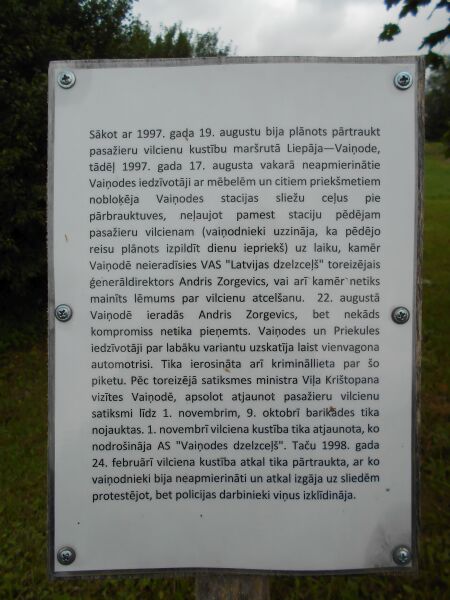 Sākot ar 1997. gada 19. augustu bija plānots pārtraukt
pasažieru vilcienu kustību maršrutā Liepāja—Vaiņode,
tādēļ 1997. gada 17. augusta vakarā neapmierinātie
Vaiņodes iedzīvotāji ar mēbelēm un citiem priekšmetiem
nobloķēja Vaiņodes stacijas sliežu ceļus pie
pārbrauktuves, neļaujot pamest staciju pēdējam
pasažieru vilcienam (vaiņodnieki uzzināja, ka pēdējo
reisu plānots izpildīt dienu iepriekš) uz laiku, kamēr
Vaiņodē neieradīsies VAS "Latvijas dzelzceļš" toreizējais
ģenerāldirektors Andris Zorgevics, vai arī kamēr netiks
mainīts lēmums par vilcienu atcelšanu. 22. augustā
Vaiņodē ieradās Andris Zorgevics, bet nekāds
kompromiss netika pieņemts. Vaiņodes un Priekules
iedzīvotāji par labāku variantu uzskatīja laist vienvagona
automotrisi. Tika ierosināta arī krimināllieta par šo
piketu. Pēc toreizējā satiksmes ministra Viļa Krištopana
vizītes Vaiņodē, apsolot atjaunot pasažieru vilcienu
satiksmi līdz 1. novembrim, 9. oktobrī barikādes tika
nojauktas. 1. novembrī vilciena kustība tika atjaunota, ko
nodrošināja AS "Vaiņodes dzelzceļš". Taču 1998. gada
24. februārī vilciena kustība atkal tika pārtraukta, ar ko
vaiņodnieki bija neapmierināti un atkal izgāja uz sliedēm
protestējot, bet policijas darbinieki viņus izklīdināja.